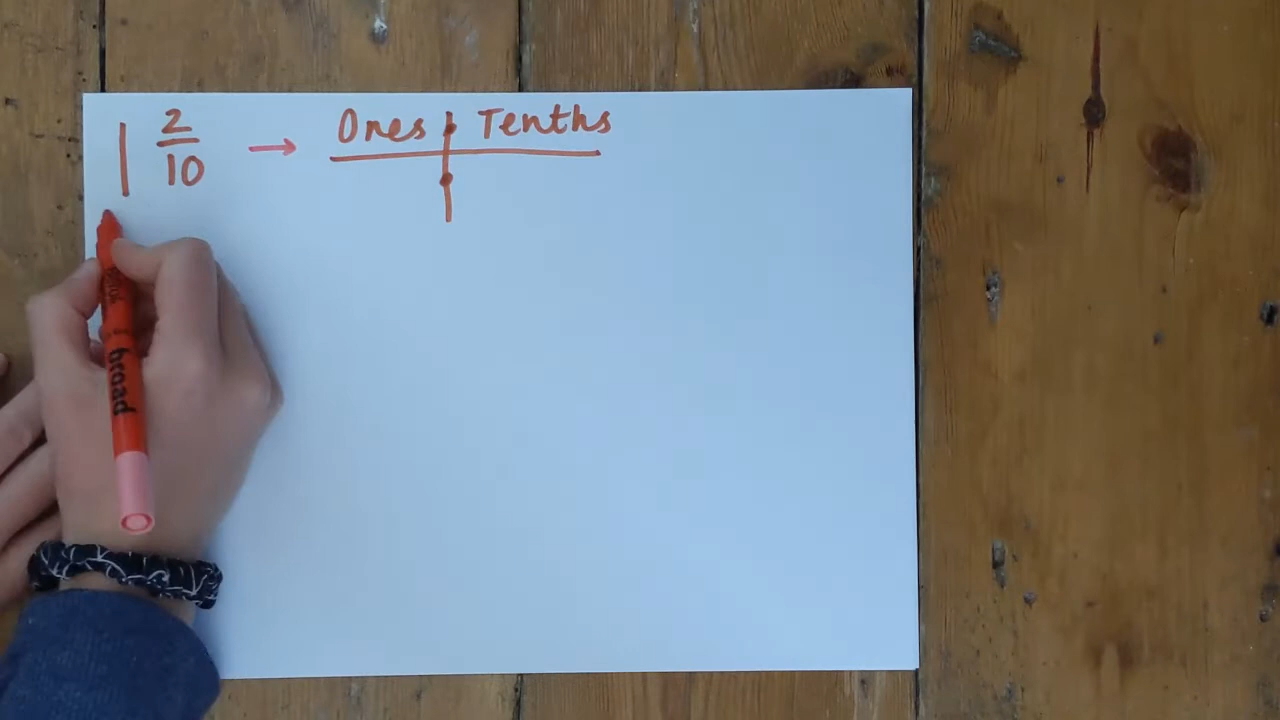 1 2/10 → Ones . Tenths
.
broad